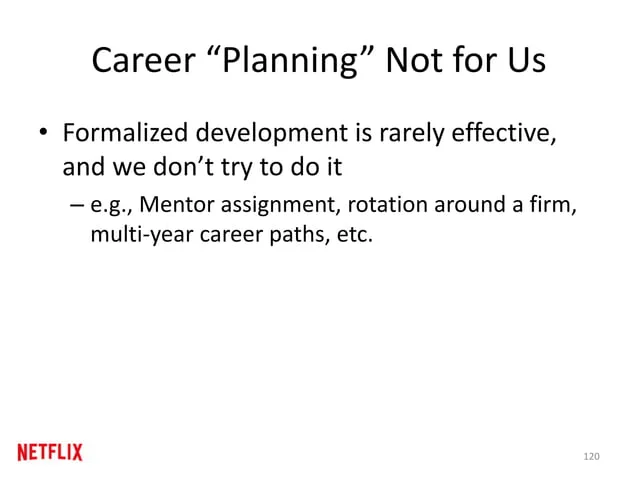 Career “Planning” Not for Us
• Formalized development is rarely effective,
and we don’t try to do it
– e.g., Mentor assignment, rotation around a firm,
multi-year career paths, etc.
NETFLIX
120